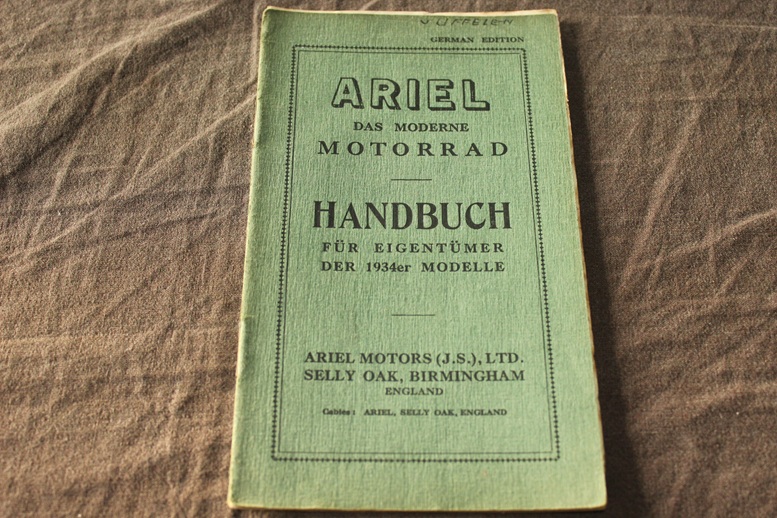 GERMAN EDITION
ARIEL
DAS MODERNE
MOTORRAD
HANDBUCH
FÜR EIGENTÜMER
DER 1934er MODELLE
ARIEL MOTORS (J.S.), LTD.
SELLY OAK, BIRMINGHAM
ENGLAND
Cables: ARIEL, SELLY OAK, ENGLAND